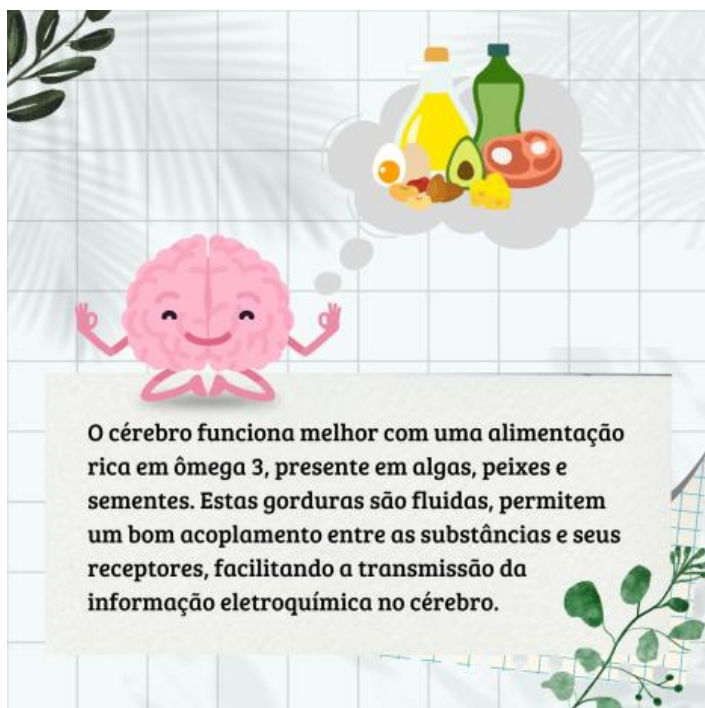 O cérebro funciona melhor com uma alimentação
rica em ômega 3, presente em algas, peixes e
sementes. Estas gorduras são fluidas, permitem
um bom acoplamento entre as substâncias e seus
receptores, facilitando a transmissão da
informação eletroquímica no cérebro.